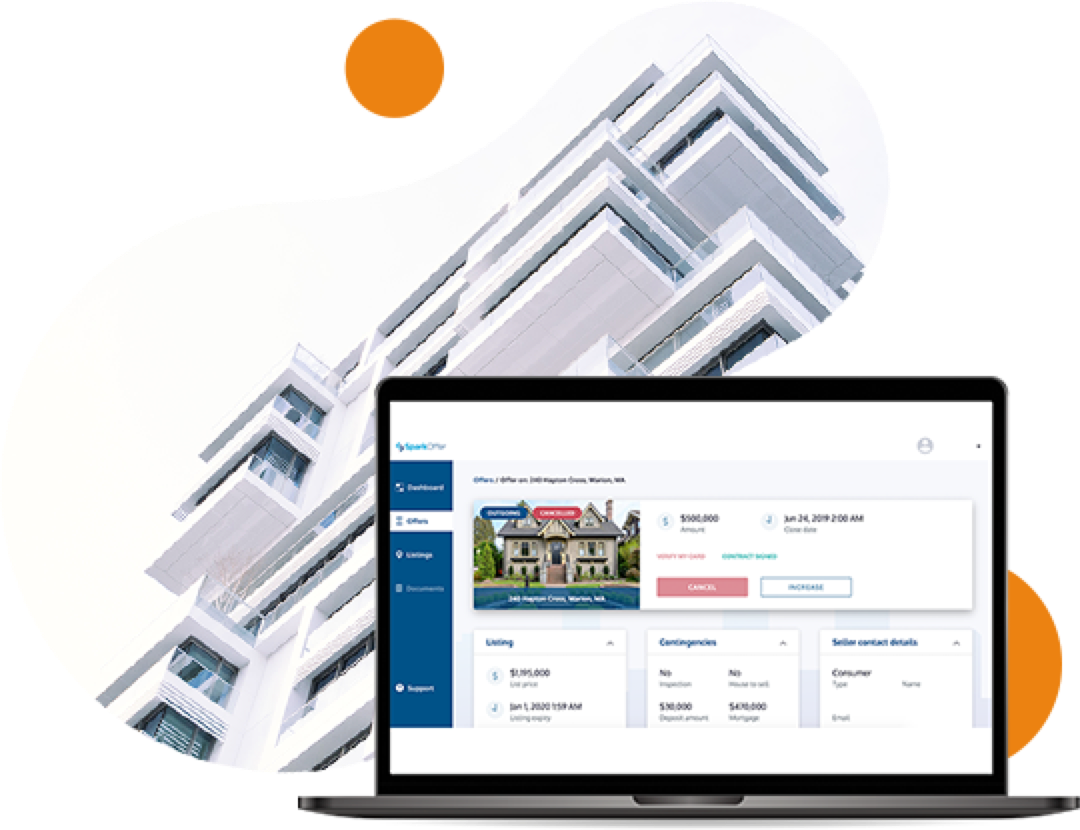 SparkOffer
Dashboard
Offers
Listings
Documents
Support
Offers / Offer on: 240 Hapton Cross, Marion, MA
OUTGOING CANCELLED
240 Hapton Cross, Marion, MA
$500,000
Amount
Jun 24, 2019 2:00 AM
Close date
VERIFY MY CARD CONTRACT SIGNED
CANCEL INCREASE
Listing
$1,195,000
List price
Jan 1, 2020 1:59 AM
Listing expiry
Contingencies
No No
Inspection House to sell
$30,000 $470,000
Deposit amount Mortgage
Seller contact details
Consumer
Type Name
Email